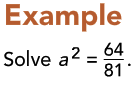 Example
Solve a² = 64/81.